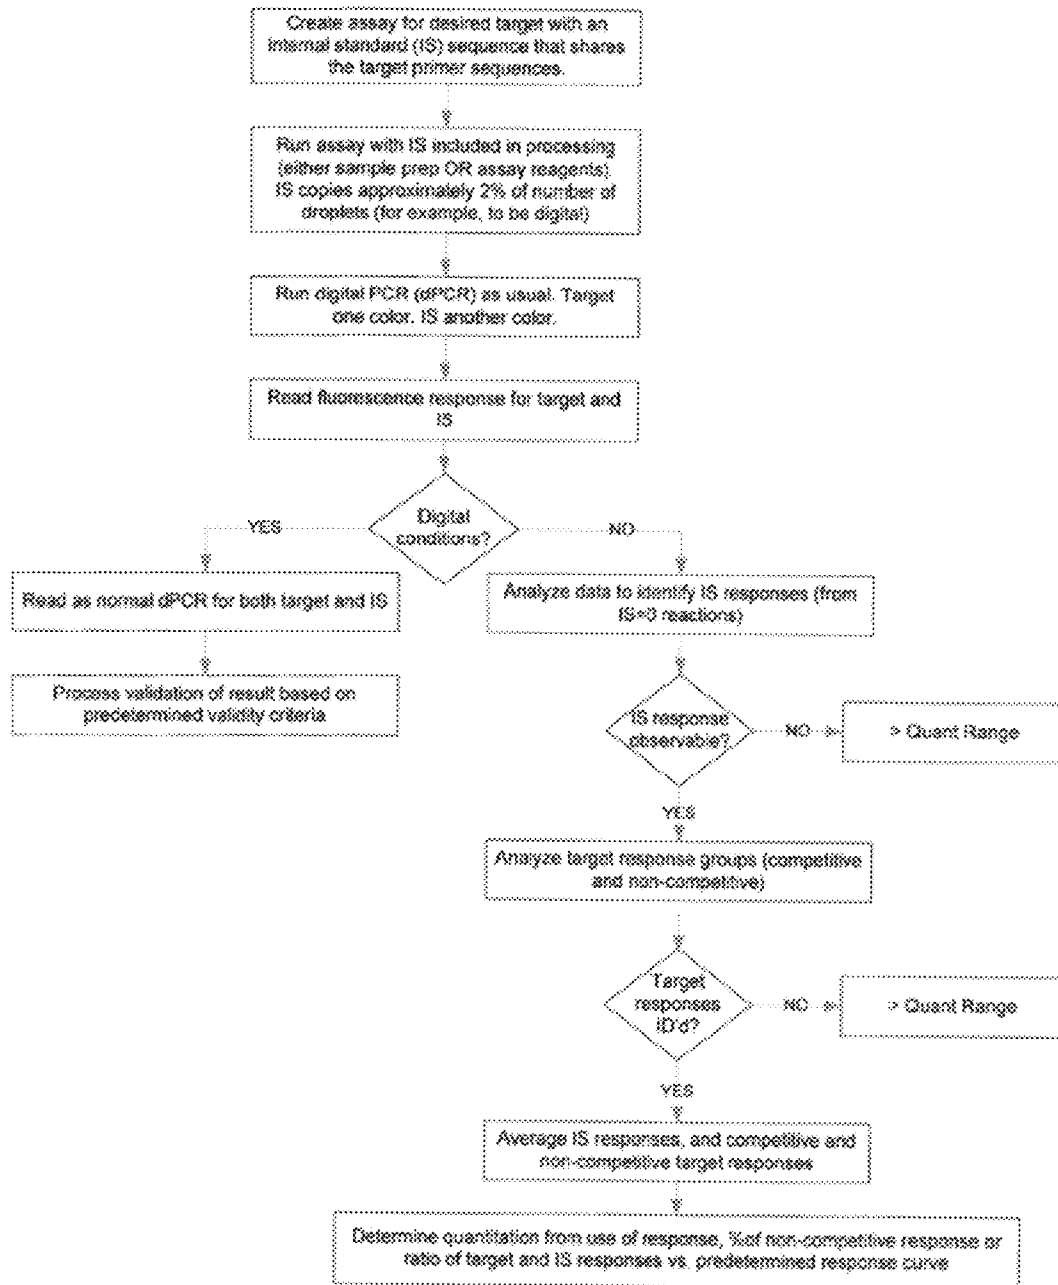 Create assay for desired target with an
internal standard (IS) sequence that shares
the target primer sequences.
Run assay with IS included in processing
(either sample prep OR assay reagents)
IS copies approximately 2% of number of
droplets (for example, to be digital)
Run digital PCR (dPCR) as usual. Target
one color. IS another color.
Read fluorescence response for target and
IS
Digital
conditions?
YES
NO
Read as normal dPCR for both target and IS
Analyze data to identify IS responses (from
IS=0 reactions)
Process validation of result based on
predetermined validity criteria
IS response
observable?
NO
> Quant Range
YES
Analyze target response groups (competitive
and non-competitive)
Target
responses
ID'd?
NO
> Quant Range
YES
Average IS responses, and competitive and
non-competitive target responses
Determine quantitation from use of response, %of non-competitive response or
ratio of target and IS responses vs. predetermined response curve